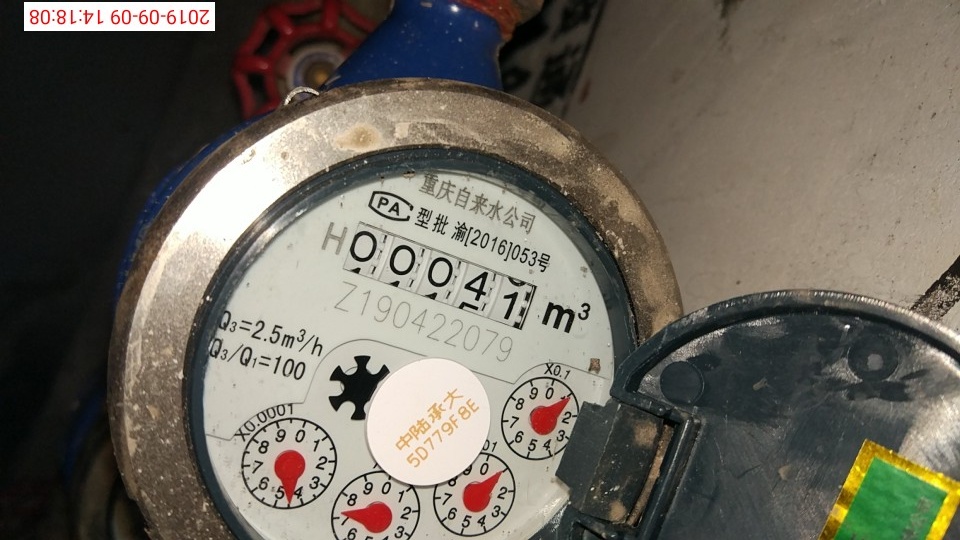 2019-09-09 14:18:08
重庆自来水公司
PA 型批 渝[2016]053号
H 00041 m³
Z19042279
Q₃=2.5m³/h
Q₃/Q₁=100
中陆承大
5D779F8E
X0.1
X0.0001